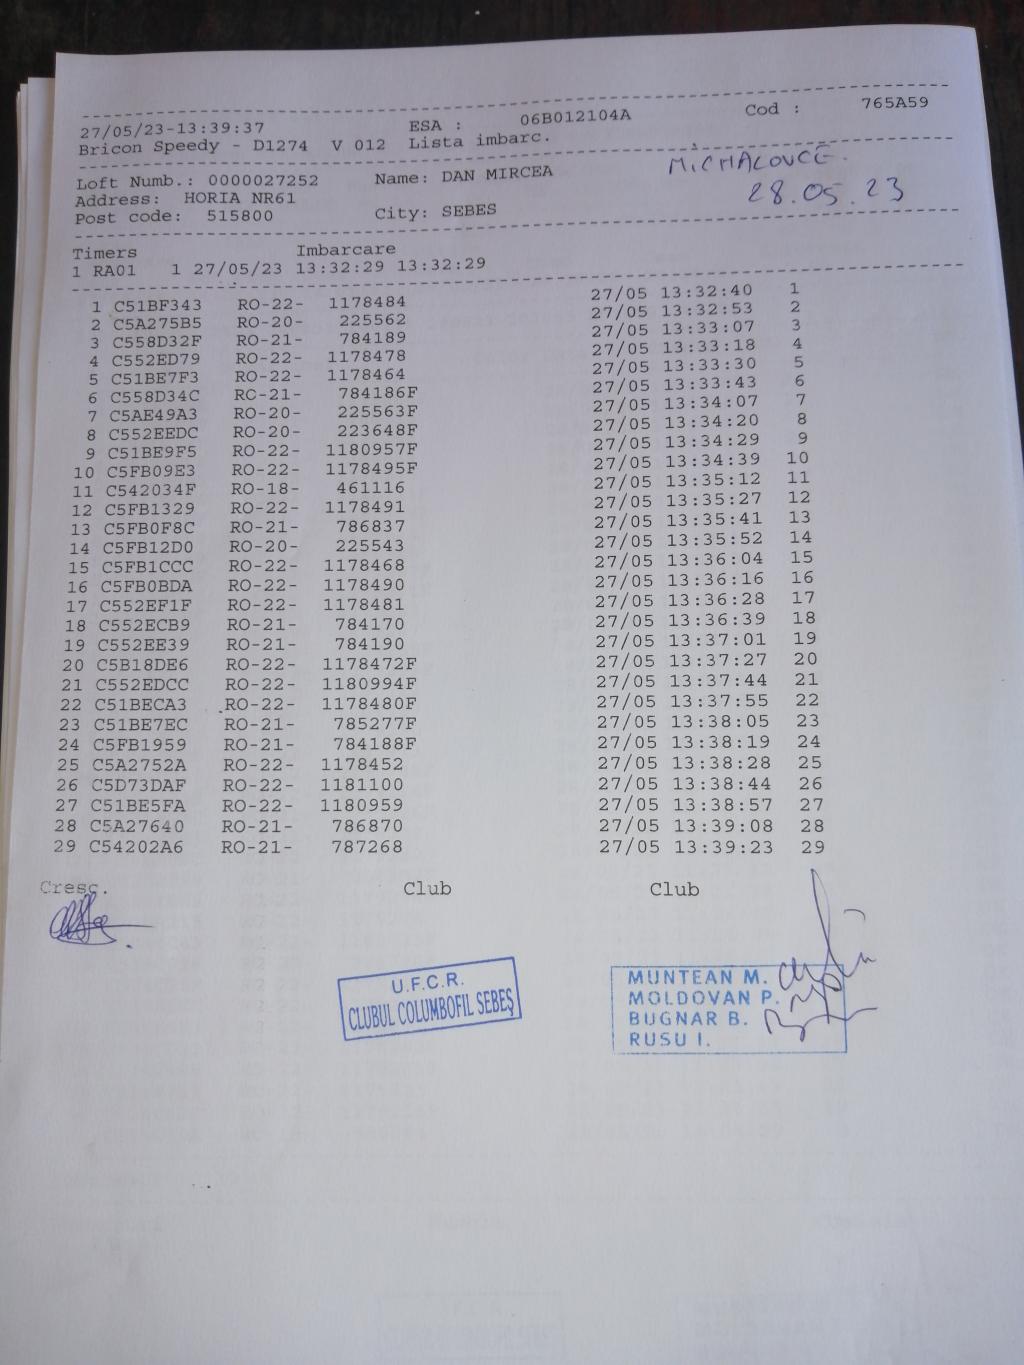 27/05/23-13:39:37 ESA : 06B012104A Cod : 765A59
Bricon Speedy - D1274 V 012 Lista imbarc.
MICHALOVCE.
28.05.23
Loft Numb.: 0000027252 Name: DAN MIRCEA
Address: HORIA NR61
Post code: 515800 City: SEBES
Timers Imbarcare
1 RA01 1 27/05/23 13:32:29 13:32:29
1 C51BF343 RO-22- 1178484 27/05 13:32:40 1
2 C5A275B5 RO-20- 225562 27/05 13:32:53 2
3 C558D32F RO-21- 784189 27/05 13:33:07 3
4 C552ED79 RO-22- 1178478 27/05 13:33:18 4
5 C51BE7F3 RO-22- 1178464 27/05 13:33:30 5
6 C558D34C RO-21- 784186F 27/05 13:33:43 6
7 C5AE49A3 RO-20- 225563F 27/05 13:34:07 7
8 C552EEDC RO-20- 223648F 27/05 13:34:20 8
9 C51BE9F5 RO-22- 1180957F 27/05 13:34:29 9
10 C5FB09E3 RO-22- 1178495F 27/05 13:34:39 10
11 C542034F RO-18- 461116 27/05 13:35:12 11
12 C5FB1329 RO-22- 1178491 27/05 13:35:27 12
13 C5FB0F8C RO-21- 786837 27/05 13:35:41 13
14 C5FB12D0 RO-20- 225543 27/05 13:35:52 14
15 C5FB1CCC RO-22- 1178468 27/05 13:36:04 15
16 C5FB0BDA RO-22- 1178490 27/05 13:36:16 16
17 C552EF1F RO-22- 1178481 27/05 13:36:28 17
18 C552ECB9 RO-21- 784170 27/05 13:36:39 18
19 C552EE39 RO-21- 784190 27/05 13:37:01 19
20 C5B18DE6 RO-22- 1178472F 27/05 13:37:27 20
21 C552EDCC RO-22- 1180994F 27/05 13:37:44 21
22 C51BECA3 RO-22- 1178480F 27/05 13:37:55 22
23 C51BE7EC RO-21- 785277F 27/05 13:38:05 23
24 C5FB1959 RO-21- 784188F 27/05 13:38:19 24
25 C5A2752A RO-22- 1178452 27/05 13:38:28 25
26 C5D73DAF RO-22- 1181100 27/05 13:38:44 26
27 C51BE5FA RO-22- 1180959 27/05 13:38:57 27
28 C5A27640 RO-21- 786870 27/05 13:39:08 28
29 C54202A6 RO-21- 787268 27/05 13:39:23 29
Cresc. Club Club
U.F.C.R.
CLUBUL COLUMBOFIL SEBEȘ
MUNTEAN M.
MOLDOVAN P.
BUGNAR B.
RUSU I.